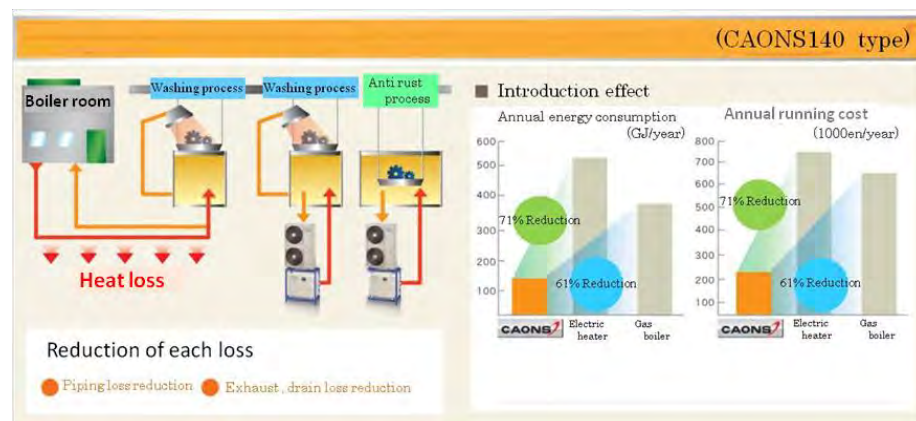 (CAONS140 type)
Boiler room
Washing process
Washing process
Anti rust
process
Heat loss
Reduction of each loss
Piping loss reduction
Exhaust , drain loss reduction
■ Introduction effect
Annual energy consumption
(GJ/year)
600
500
400
300
200
100
71% Reduction
61% Reduction
CAONS
Electric
heater
Gas
boiler
Annual running cost
(1000en/year)
800
700
600
500
400
300
200
100
71% Reduction
61% Reduction
CAONS
Electric
heater
Gas
boiler